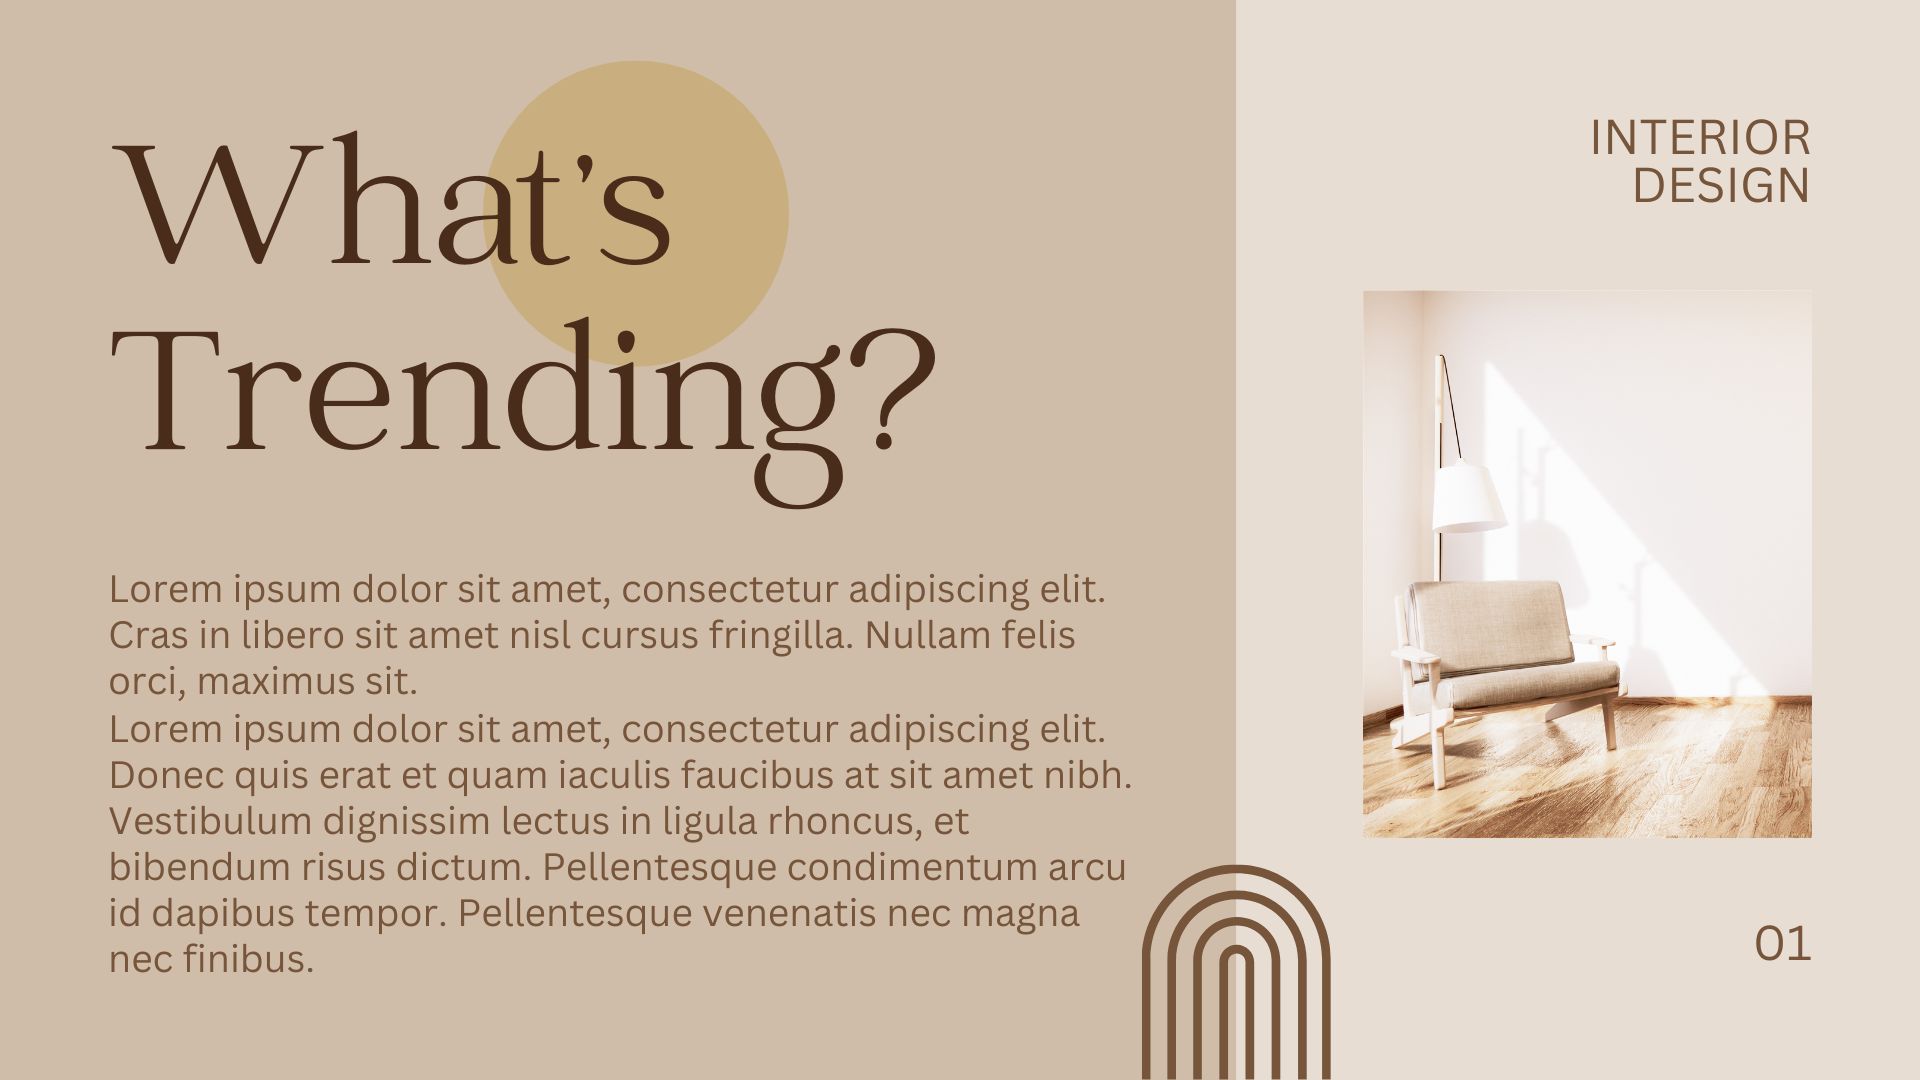 What's
Trending?
Lorem ipsum dolor sit amet, consectetur adipiscing elit.
Cras in libero sit amet nisl cursus fringilla. Nullam felis
orci, maximus sit.
Lorem ipsum dolor sit amet, consectetur adipiscing elit.
Donec quis erat et quam iaculis faucibus at sit amet nibh.
Vestibulum dignissim lectus in ligula rhoncus, et
bibendum risus dictum. Pellentesque condimentum arcu
id dapibus tempor. Pellentesque venenatis nec magna
nec finibus.
INTERIOR
DESIGN
01